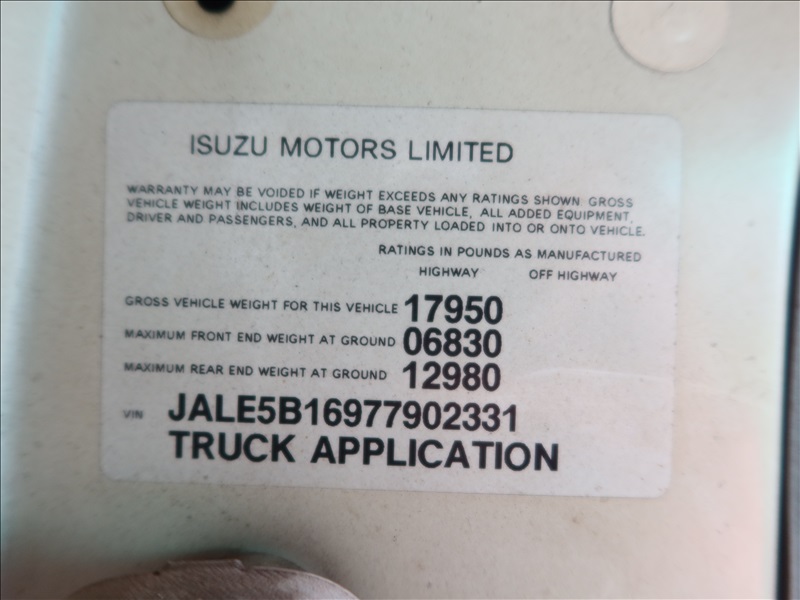 ISUZU MOTORS LIMITED
WARRANTY MAY BE VOIDED IF WEIGHT EXCEEDS ANY RATINGS SHOWN. GROSS
VEHICLE WEIGHT INCLUDES WEIGHT OF BASE VEHICLE, ALL ADDED EQUIPMENT,
DRIVER AND PASSENGERS, AND ALL PROPERTY LOADED INTO OR ONTO VEHICLE.
RATINGS IN POUNDS AS MANUFACTURED
HIGHWAY OFF HIGHWAY
GROSS VEHICLE WEIGHT FOR THIS VEHICLE 17950
MAXIMUM FRONT END WEIGHT AT GROUND 06830
MAXIMUM REAR END WEIGHT AT GROUND 12980
VIN JALE5B16977902331
TRUCK APPLICATION